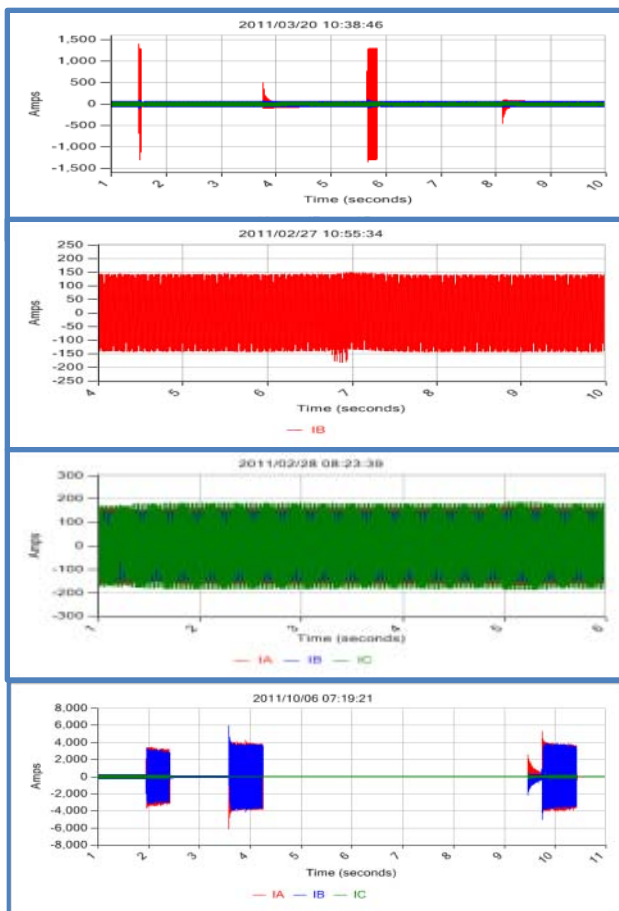 2011/03/20 10:38:46
1,500
1,000
500
0
-500
-1,000
-1,500
Amps
1 2 3 4 5 6 7 8 9 10
Time (seconds)
2011/02/27 10:55:34
250
200
150
100
50
0
-50
-100
-150
-200
-250
Amps
4 5 6 7 8 9 10
Time (seconds)
IB
2011/02/28 08:23:39
300
200
100
0
-100
-200
-300
Amps
1 2 3 4 5 6
Time (seconds)
IA IB IC
2011/10/06 07:19:21
8,000
6,000
4,000
2,000
0
-2,000
-4,000
-6,000
-8,000
Amps
1 2 3 4 5 6 7 8 9 10 11
Time (seconds)
IA IB IC